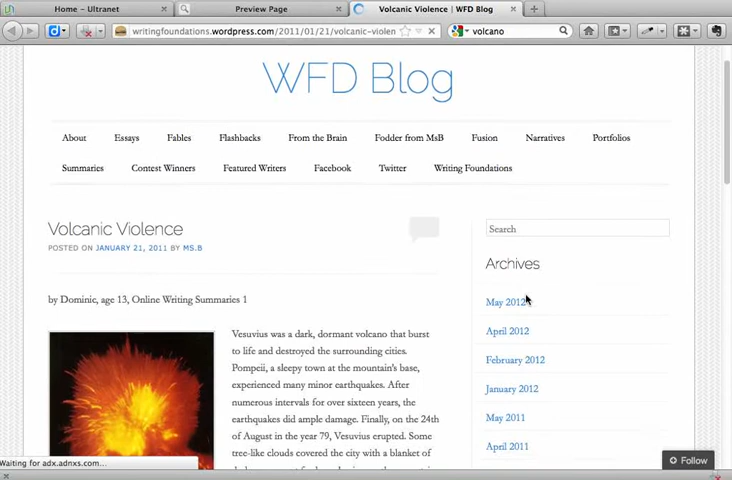 Home – Ultranet
Preview Page
Volcanic Violence | WFD Blog
writingfoundations.wordpress.com/2011/01/21/volcanic-violen
volcano
WFD Blog
About Essays Fables Flashbacks From the Brain Fodder from MsB Fusion Narratives Portfolios
Summaries Contest Winners Featured Writers Facebook Twitter Writing Foundations
Volcanic Violence
POSTED ON JANUARY 21, 2011 BY MS.B
by Dominic, age 13, Online Writing Summaries 1
Vesuvius was a dark, dormant volcano that burst
to life and destroyed the surrounding cities.
Pompeii, a sleepy town at the mountain's base,
experienced many minor earthquakes. After
numerous intervals for over sixteen years, the
earthquakes did ample damage. Finally, on the 24th
of August in the year 79, Vesuvius erupted. Some
tree-like clouds covered the city with a blanket of
Search
Archives
May 2012
April 2012
February 2012
January 2012
May 2011
April 2011
Follow
Waiting for adx.adnxs.com...